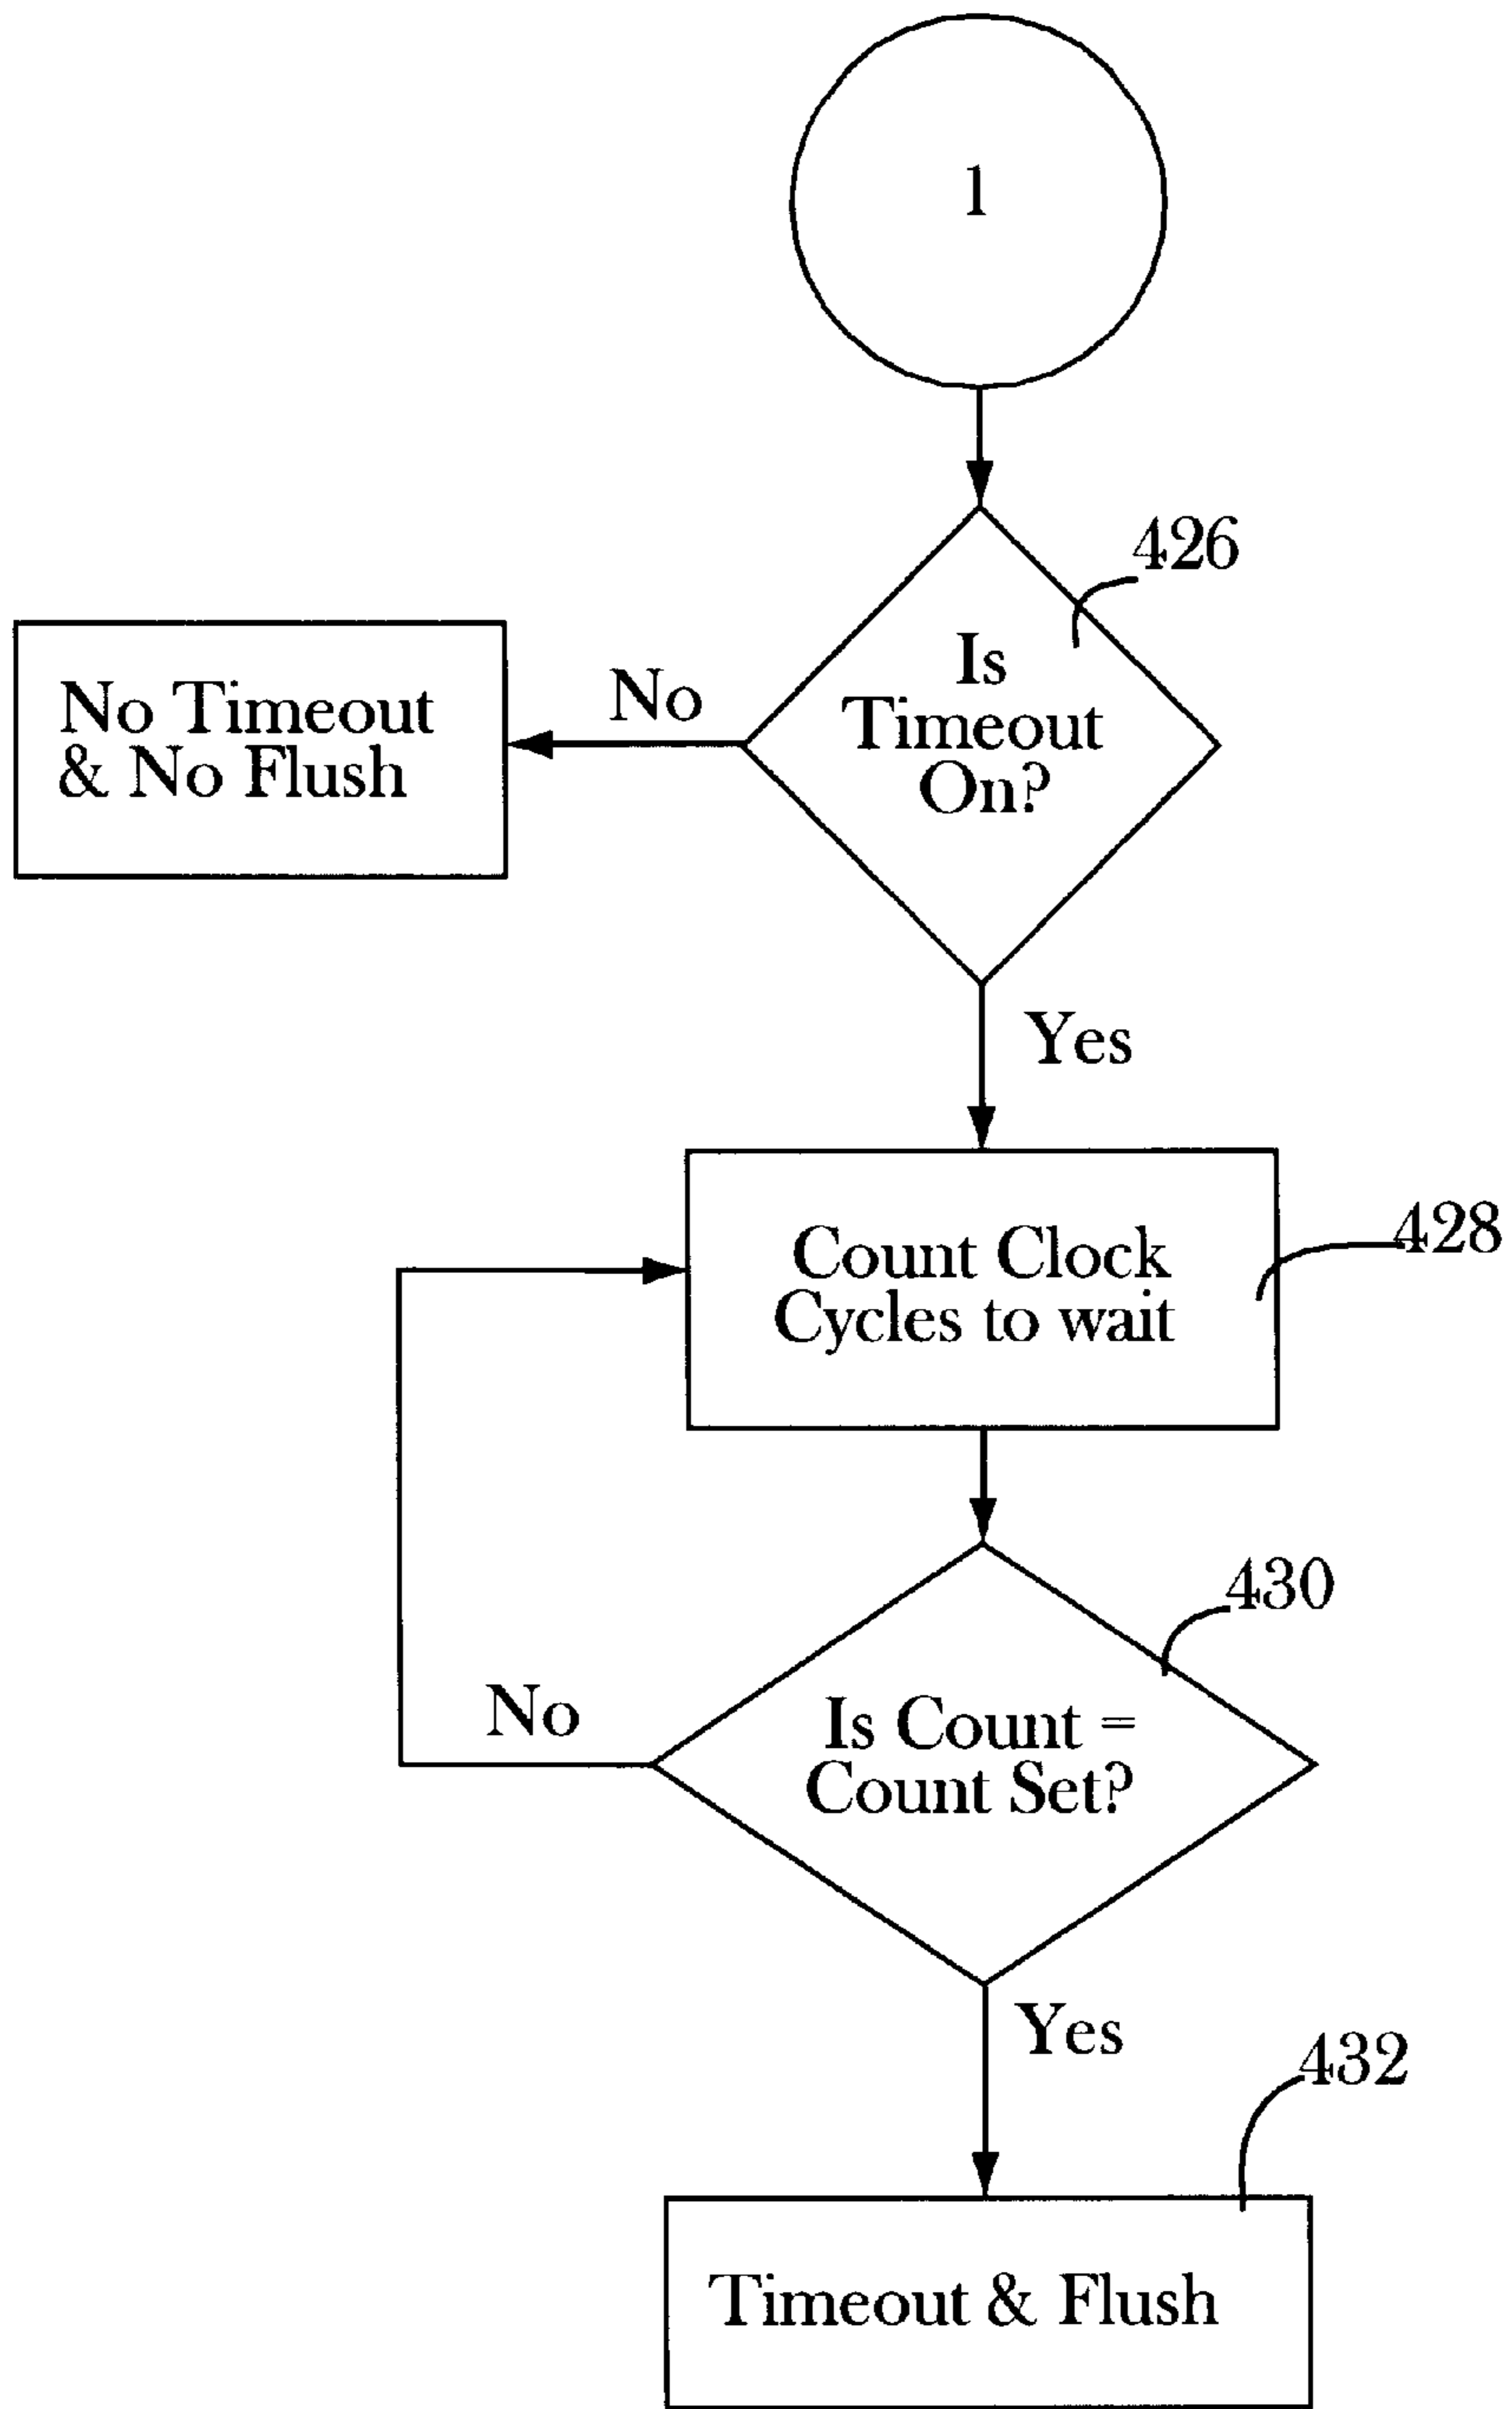 1
426
Is
Timeout
On?
No
No Timeout
& No Flush
Yes
428
Count Clock
Cycles to wait
430
No
Is Count =
Count Set?
Yes
432
Timeout & Flush